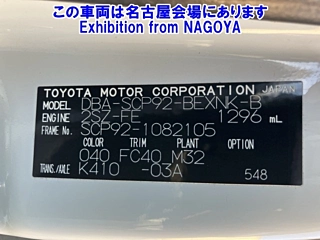 この車両は名古屋会場にあります
Exhibition from NAGOYA
TOYOTA MOTOR CORPORATION JAPAN
MODEL DBA-SCP92-BEXNK-B
ENGINE 2SZ-FE 1296 mL
FRAME No. SCP92-1082105
COLOR TRIM PLANT OPTION
040 FC40 M32
TRANS./AXLE K410 -03A 548